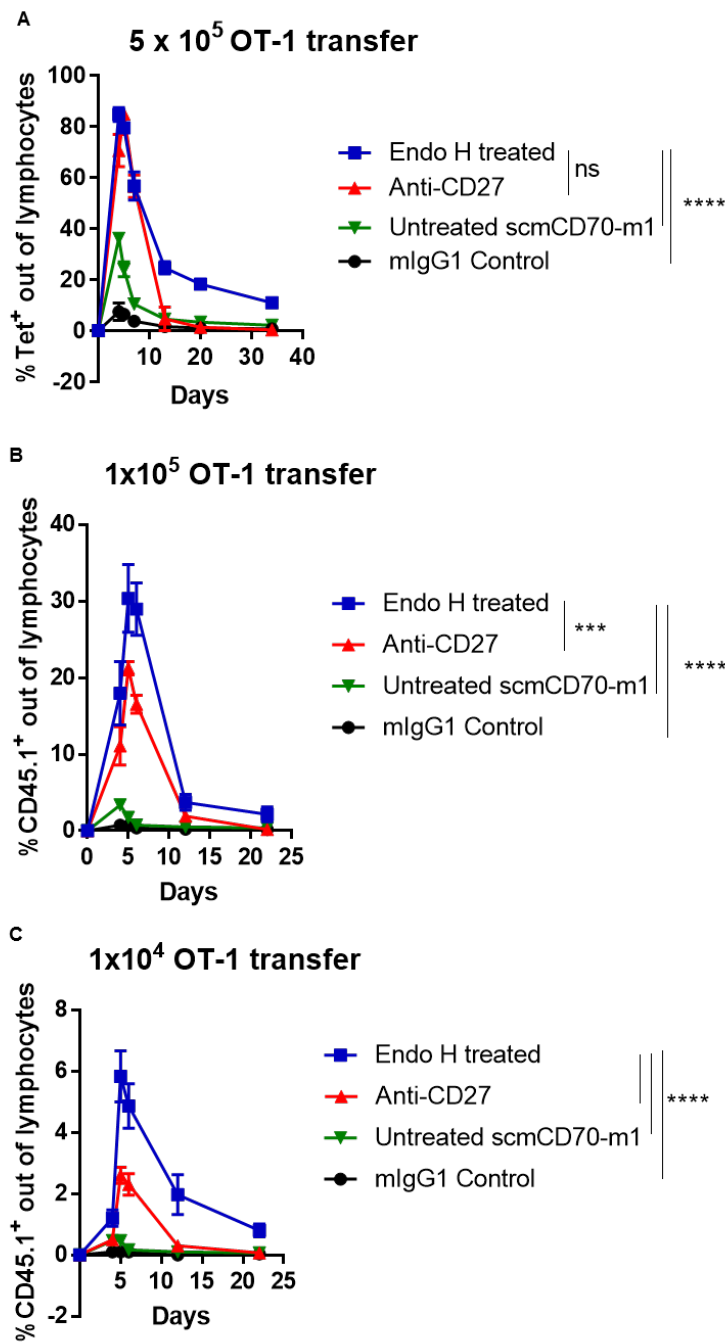 A
5 x 10⁵ OT-1 transfer
% Tet⁺ out of lymphocytes
100
80
60
40
20
0
-20
10
20
30
40
Days
Endo H treated
Anti-CD27
Untreated scmCD70-m1
mIgG1 Control
ns
****
B
1x10⁵ OT-1 transfer
% CD45.1⁺ out of lymphocytes
40
30
20
10
0
0
5
10
15
20
25
Days
Endo H treated
Anti-CD27
Untreated scmCD70-m1
mIgG1 Control
***
****
C
1x10⁴ OT-1 transfer
% CD45.1⁺ out of lymphocytes
8
6
4
2
0
-2
5
10
15
20
25
Days
Endo H treated
Anti-CD27
Untreated scmCD70-m1
mIgG1 Control
****